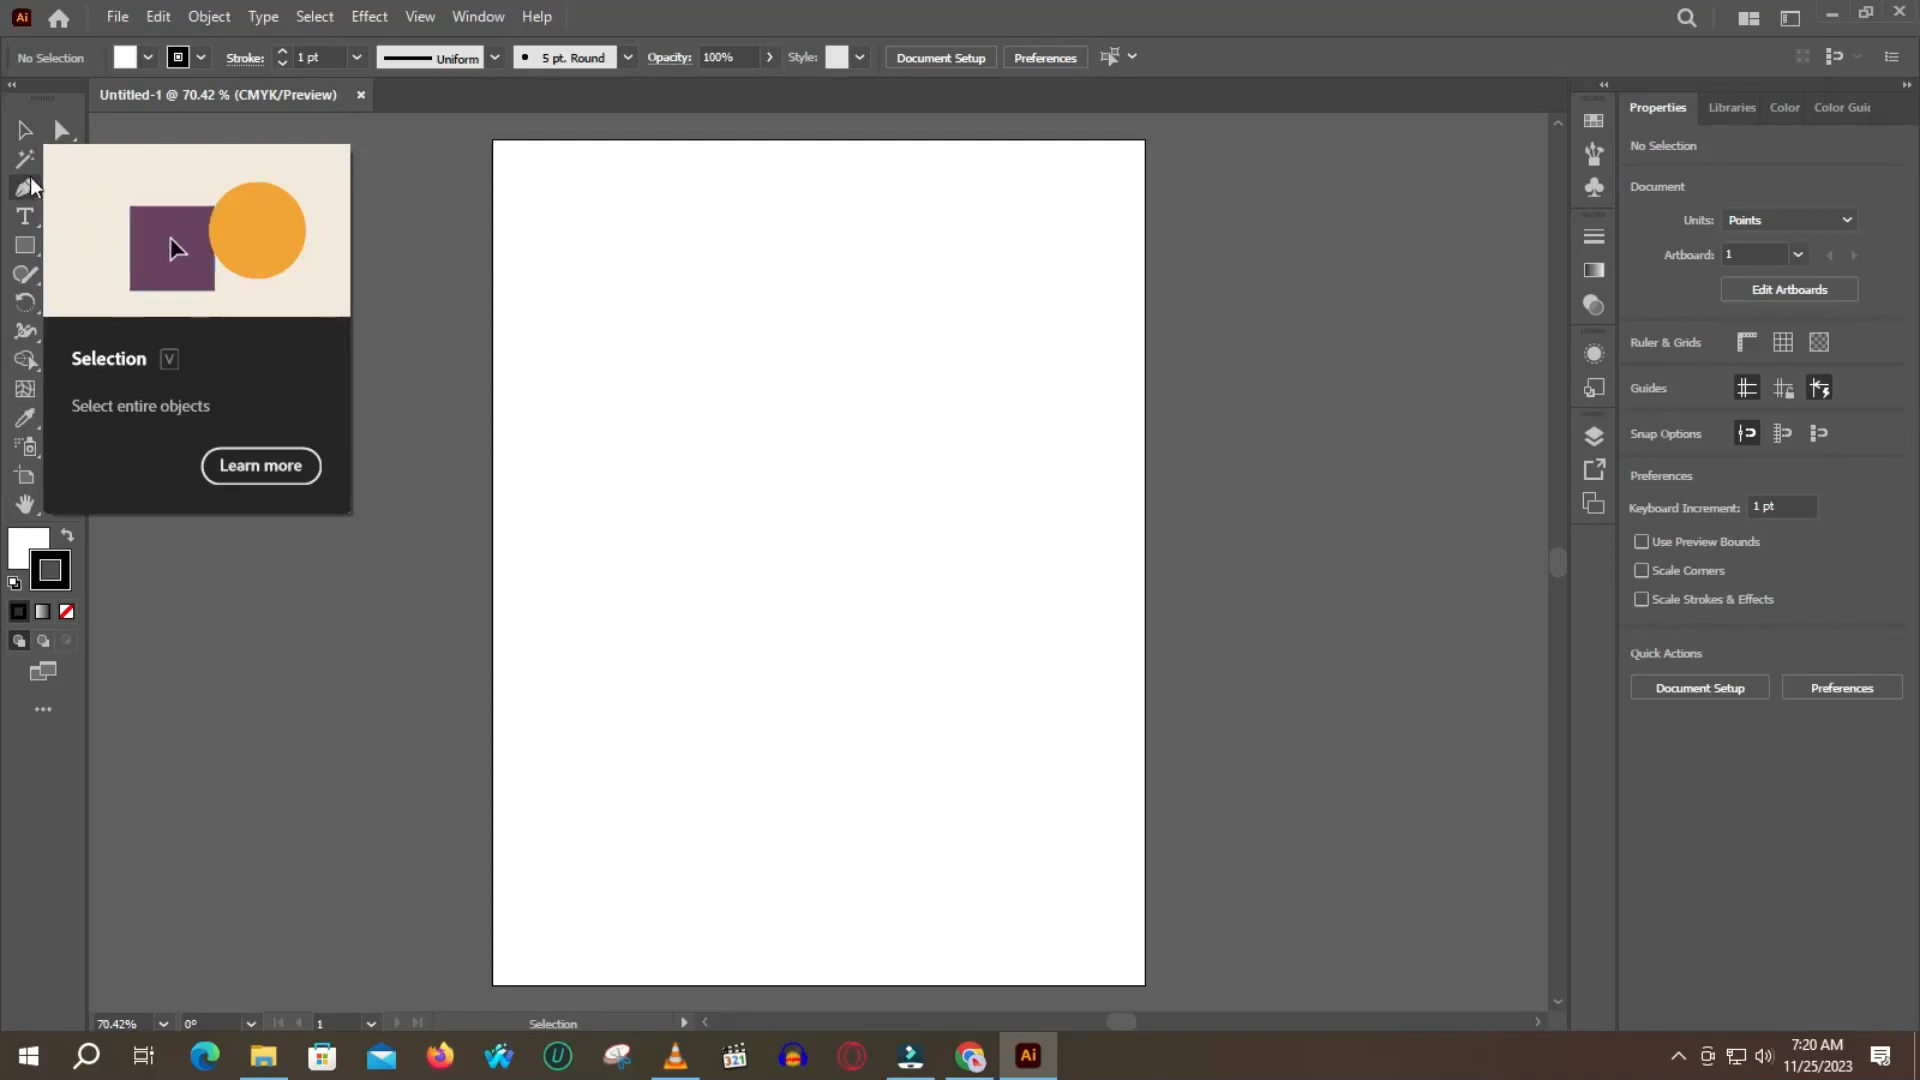 Ai File Edit Object Type Select Effect View Window Help
No Selection Stroke: 1 pt Uniform 5 pt. Round Opacity: 100% Style: Document Setup Preferences
Untitled-1 @ 70.42 % (CMYK/Preview) ×
Properties Libraries Color Color Guid
No Selection
Document
Units: Points
Artboard: 1
Edit Artboards
Ruler & Grids
Guides
Snap Options
Preferences
Keyboard Increment: 1 pt
Use Preview Bounds
Scale Corners
Scale Strokes & Effects
Quick Actions
Document Setup Preferences
T
Selection V
Select entire objects
Learn more
70.42% 0° 1 Selection
321 Ai
7:20 AM
11/25/2023